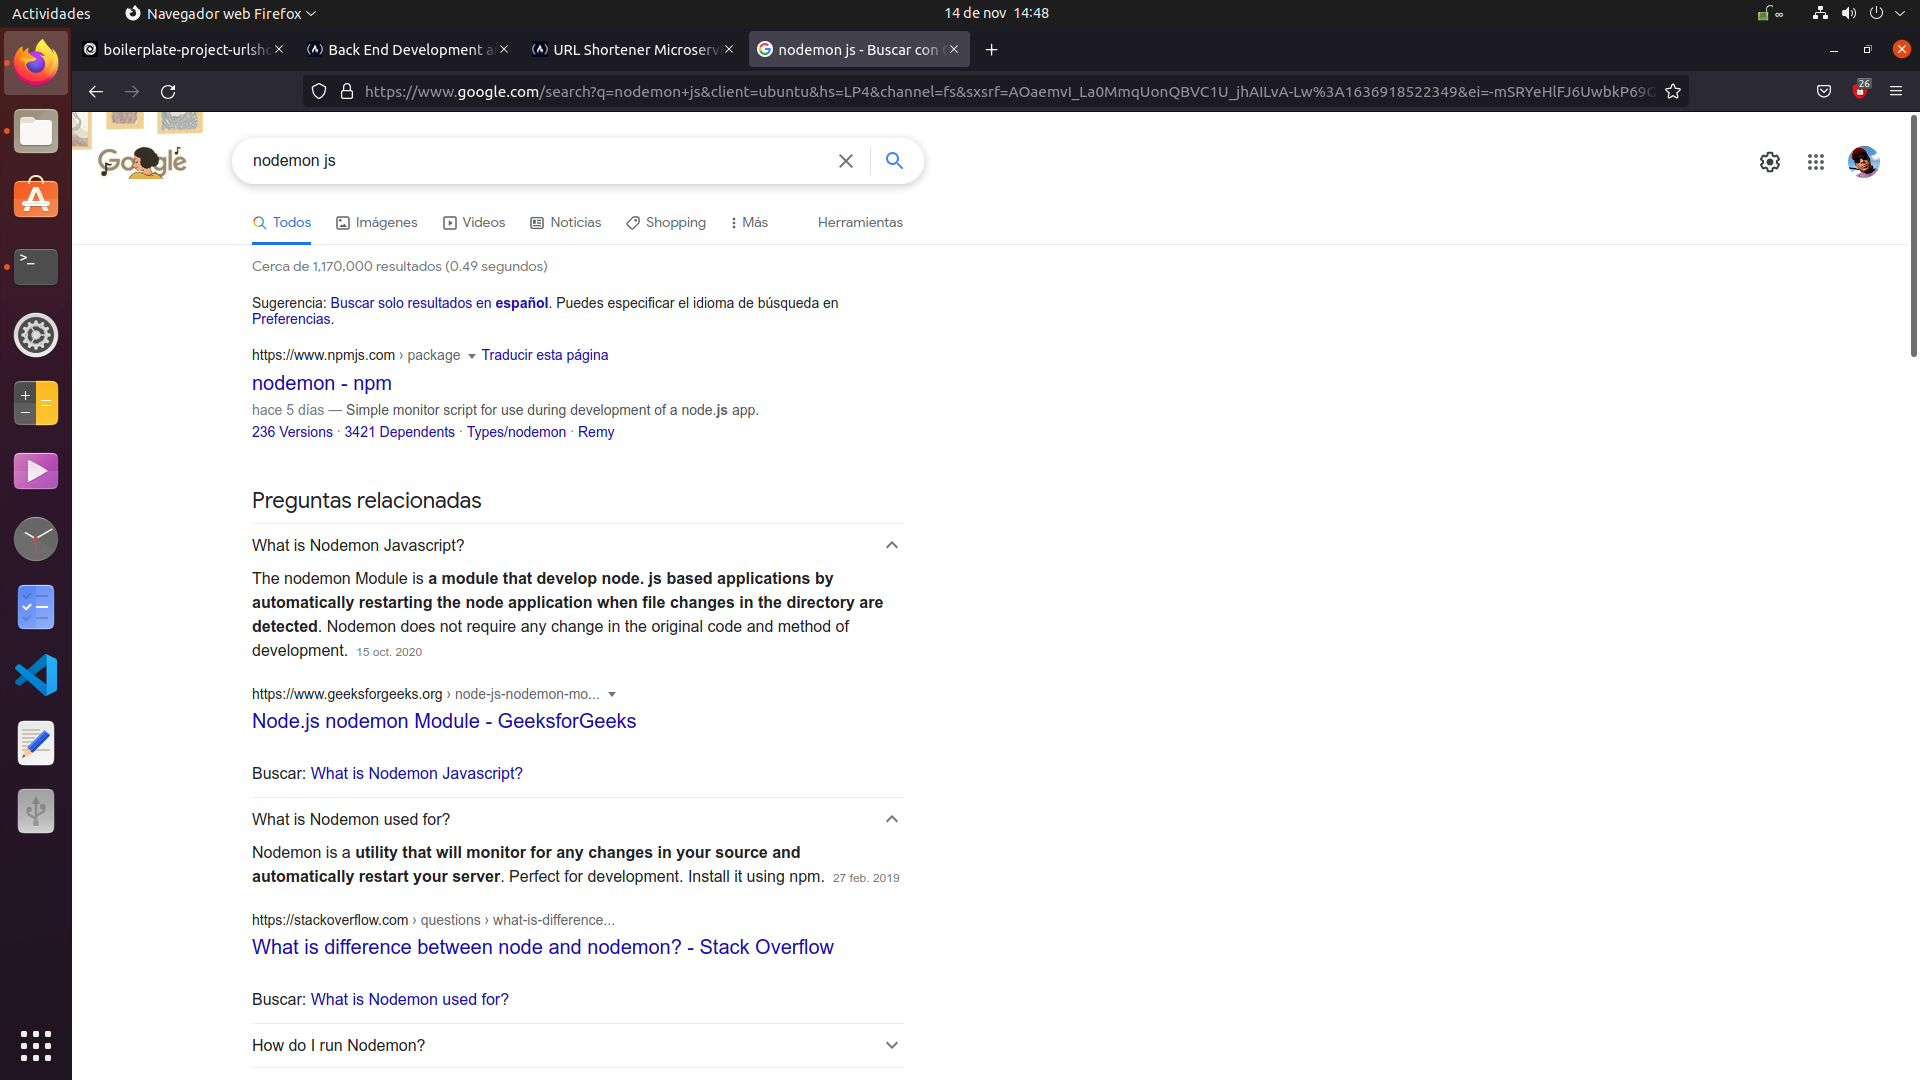 Actividades
Navegador web Firefox
14 de nov 14:48
boilerplate-project-urlsho
Back End Development a
URL Shortener Microserv
nodemon js - Buscar con
26
https://www.google.com/search?q=nodemon+js&client=ubuntu&hs=LP4&channel=fs&sxsrf=AOaemvI_La0MmqUonQBVC1U_jhAILvA-Lw%3A1636918522349&ei=-mSRYeHlFJ6UwbkP69G
Google
nodemon js
Todos
Imágenes
Videos
Noticias
Shopping
Más
Herramientas
Cerca de 1,170,000 resultados (0.49 segundos)
Sugerencia: Buscar solo resultados en español. Puedes especificar el idioma de búsqueda en
Preferencias.
https://www.npmjs.com › package Traducir esta página
nodemon - npm
hace 5 días — Simple monitor script for use during development of a node.js app.
236 Versions · 3421 Dependents · Types/nodemon · Remy
Preguntas relacionadas
What is Nodemon Javascript?
The nodemon Module is a module that develop node. js based applications by
automatically restarting the node application when file changes in the directory are
detected. Nodemon does not require any change in the original code and method of
development. 15 oct. 2020
https://www.geeksforgeeks.org › node-js-nodemon-mo...
Node.js nodemon Module - GeeksforGeeks
Buscar: What is Nodemon Javascript?
What is Nodemon used for?
Nodemon is a utility that will monitor for any changes in your source and
automatically restart your server. Perfect for development. Install it using npm. 27 feb. 2019
https://stackoverflow.com › questions › what-is-difference...
What is difference between node and nodemon? - Stack Overflow
Buscar: What is Nodemon used for?
How do I run Nodemon?